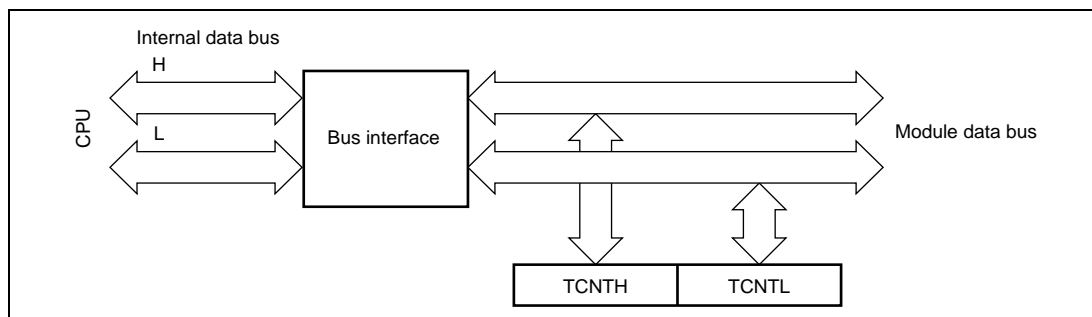 Internal data bus
H
CPU
L
Bus interface
Module data bus
TCNTH
TCNTL